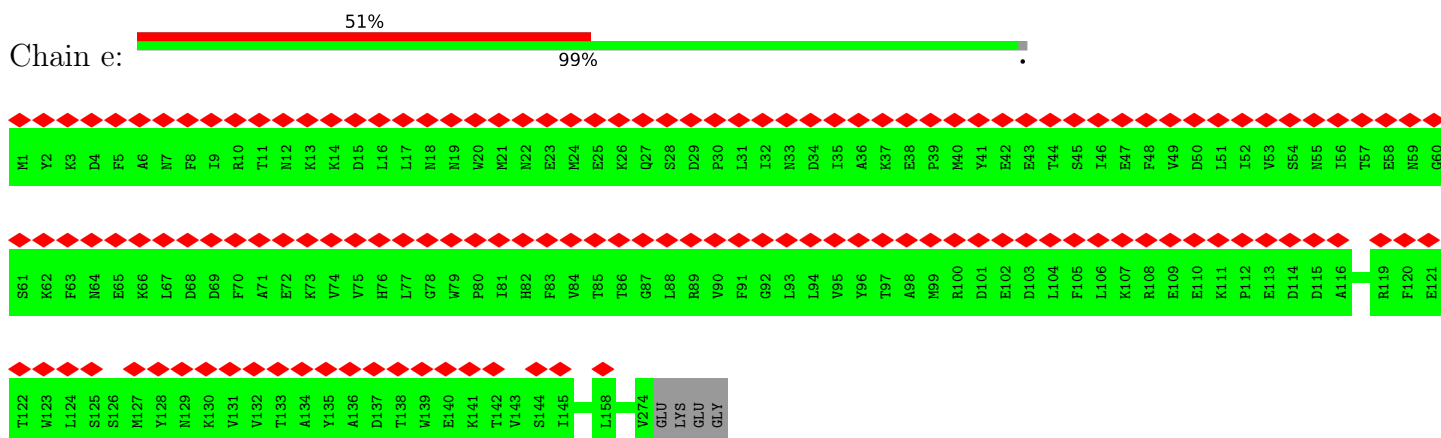 51%
Chain e:
99%
.
M1 Y2 K3 D4 F5 A6 N7 F8 I9 R10 T11 N12 K13 K14 D15 L16 L17 N18 N19 W20 M21 N22 E23 M24 E25 K26 Q27 S28 D29 P30 L31 I32 N33 D34 I35 A36 K37 E38 P39 M40 Y41 E42 E43 T44 S45 I46 E47 F48 V49 D50 L51 I52 V53 S54 N55 I56 T57 E58 N59 G60
S61 K62 F63 N64 E65 K66 L67 D68 D69 F70 A71 E72 K73 V74 V75 H76 L77 G78 W79 P80 I81 H82 F83 V84 T85 T86 G87 L88 R89 V90 F91 G92 L93 L94 V95 Y96 T97 A98 M99 R100 D101 E102 D103 L104 F105 L106 K107 R108 E109 E110 K111 P112 E113 D114 D115 A116 R119 F120 E121
T122 W123 L124 S125 S126 M127 Y128 N129 K130 V131 V132 T133 A134 Y135 A136 D137 T138 W139 E140 K141 T142 V143 S144 I145 L158 V274 GLU LYS GLU GLY